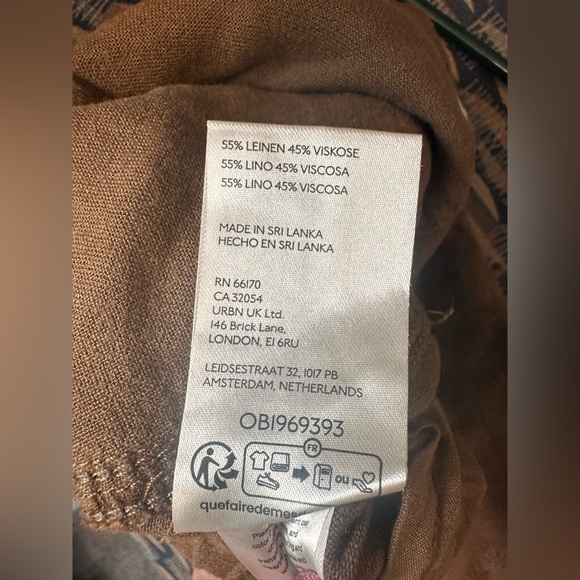 55% LEINEN 45% VISKOSE
55% LINO 45% VISCOSA
55% LINO 45% VISCOSA
MADE IN SRI LANKA
HECHO EN SRI LANKA
RN 66170
CA 32054
URBN UK Ltd.
146 Brick Lane,
LONDON, E1 6RU
LEIDSESTRAAT 32, 1017 PB
AMSTERDAM, NETHERLANDS
OB1969393
FR
ou